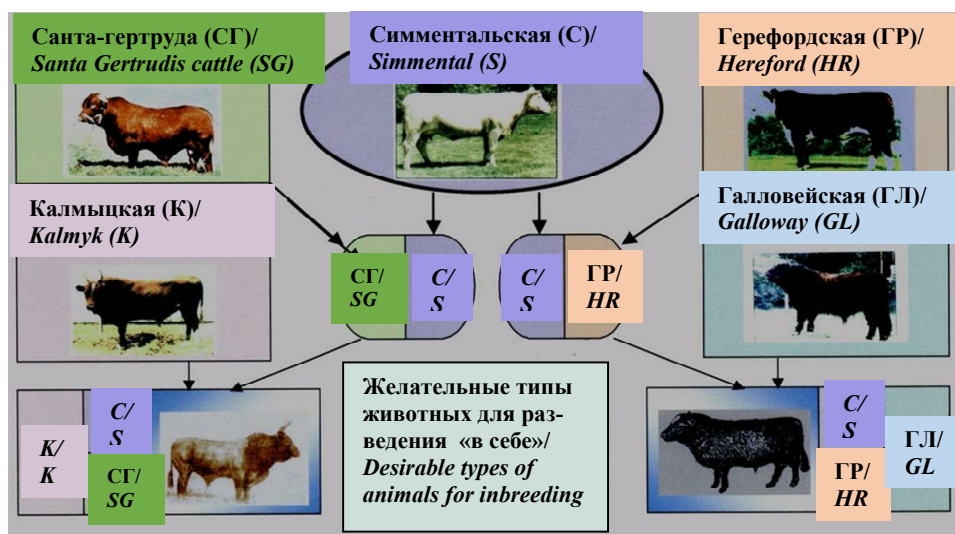 Санта-гертруда (СГ)/
Santa Gertrudis cattle (SG)
Симментальская (С)/
Simmental (S)
Герефордская (ГР)/
Hereford (HR)
Калмыцкая (К)/
Kalmyk (K)
Галловейская (ГЛ)/
Galloway (GL)
СГ/
SG
С/
S
С/
S
ГР/
HR
К/
K
С/
S
СГ/
SG
Желательные типы
животных для раз-
ведения «в себе»/
Desirable types of
animals for inbreeding
С/
S
ГР/
HR
ГЛ/
GL